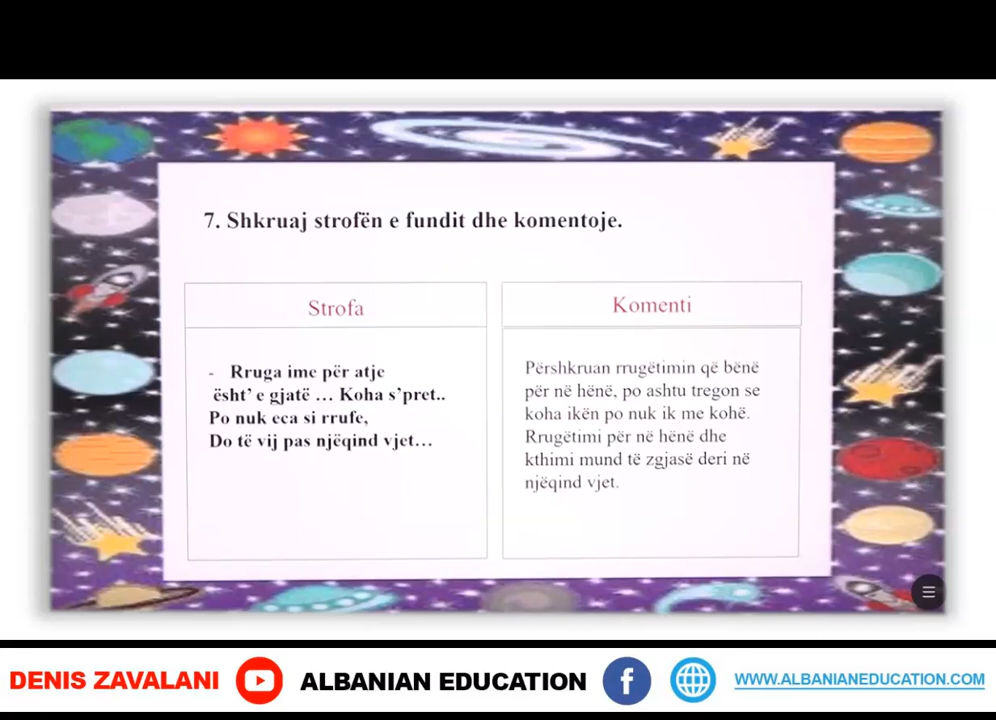 7. Shkruaj strofën e fundit dhe komentoje.
Strofa
- Rruga ime për atje
ësht’ e gjatë … Koha s’pret..
Po nuk eca si rrufe,
Do të vij pas njëqind vjet…
Komenti
Përshkruan rrugëtimin që bënë
për në hënë, po ashtu tregon se
koha ikën po nuk ik me kohë.
Rrugëtimi për në hënë dhe
kthimi mund të zgjasë deri në
njëqind vjet.
DENIS ZAVALANI
ALBANIAN EDUCATION
f
WWW.ALBANIANEDUCATION.COM